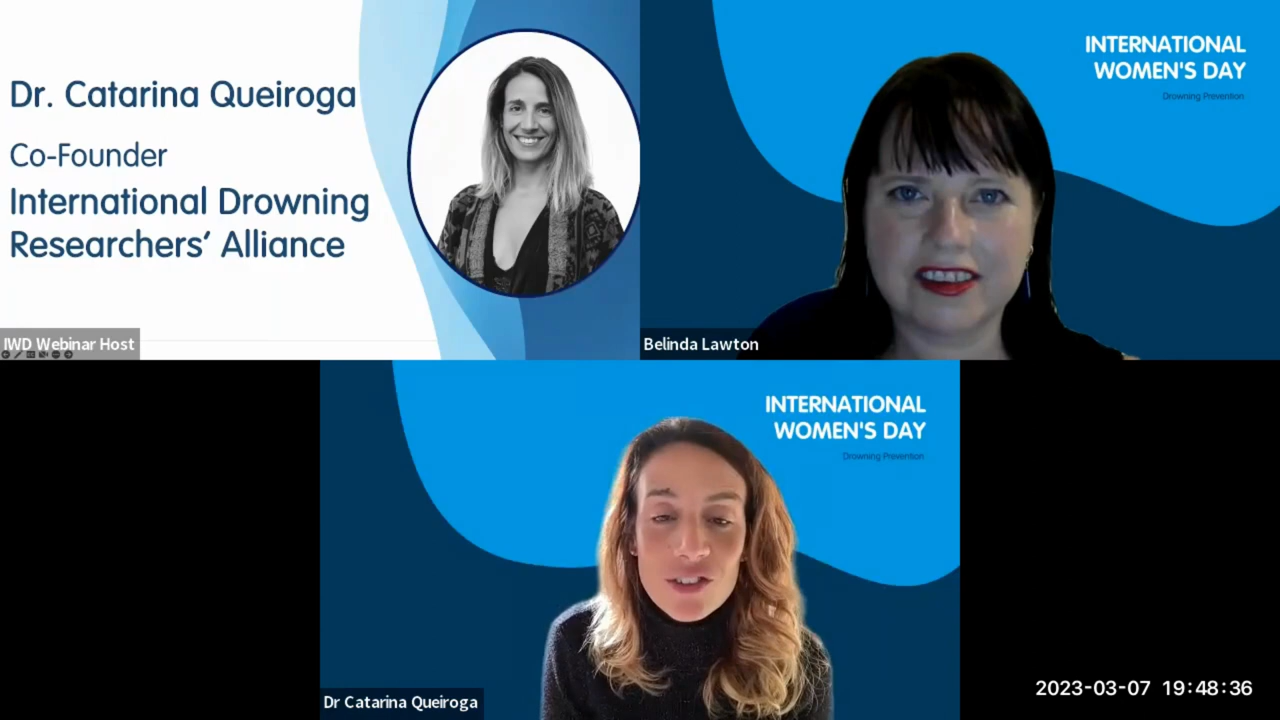 Dr. Catarina Queiroga
Co-Founder
International Drowning
Researchers’ Alliance
IWD Webinar Host
INTERNATIONAL
WOMEN'S DAY
Drowning Prevention
Belinda Lawton
INTERNATIONAL
WOMEN'S DAY
Drowning Prevention
Dr Catarina Queiroga
2023-03-07 19:48:36